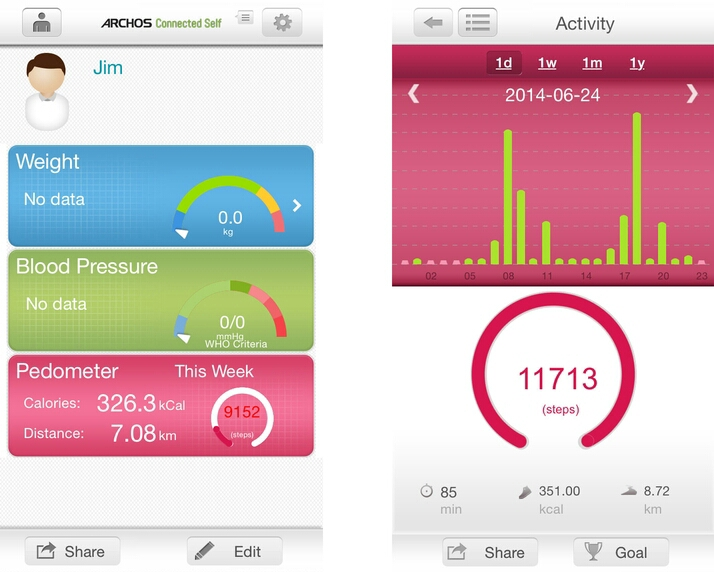 ARCHOS Connected Self
Jim
Weight
No data
0.0
kg
Blood Pressure
No data
0/0
mmHg
WHO Criteria
Pedometer This Week
Calories: 326.3 kCal
Distance: 7.08 km
9152
(steps)
Share Edit
Activity
1d 1w 1m 1y
2014-06-24
02 05 08 11 14 17 20 23
11713
(steps)
85 351.00 8.72
min kcal km
Share Goal